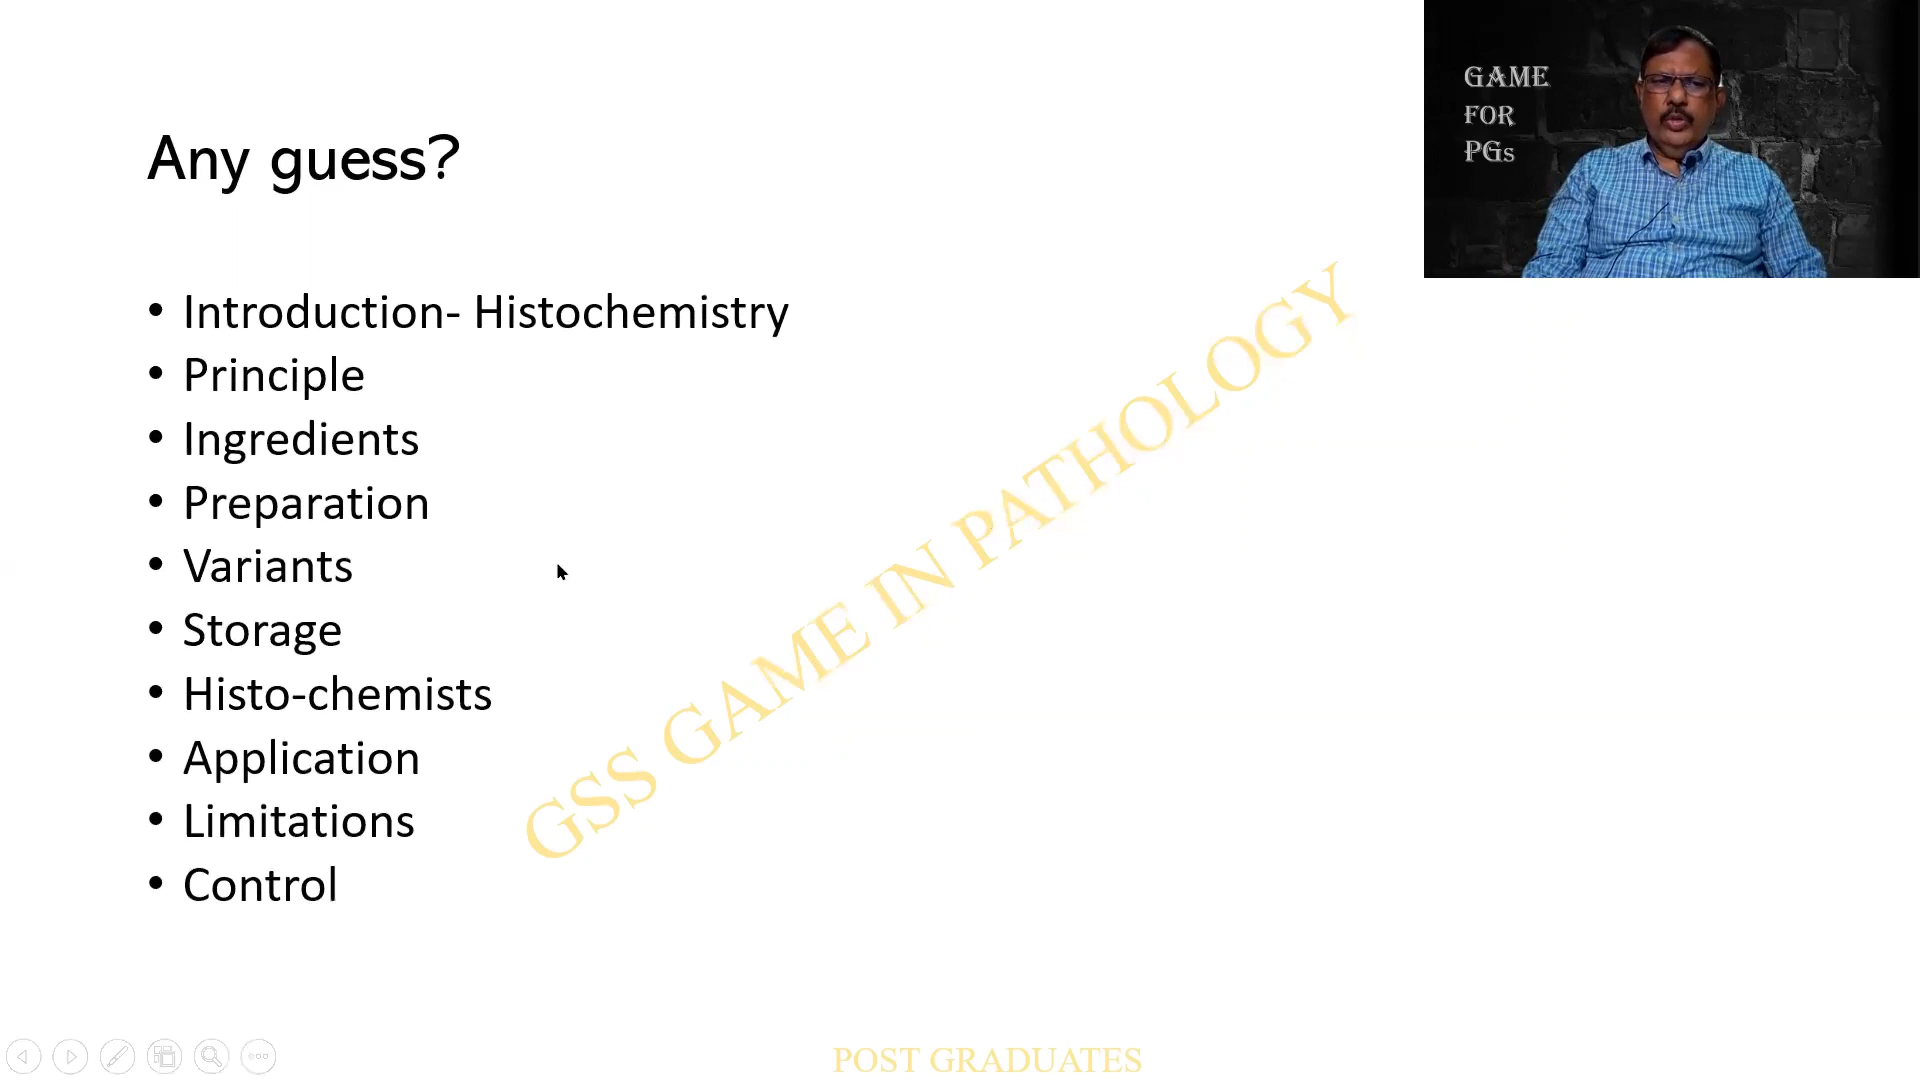 Any guess?
GAME
FOR
PGs
• Introduction- Histochemistry
• Principle
• Ingredients
• Preparation
• Variants
• Storage
• Histo-chemists
• Application
• Limitations
• Control
GSS GAME IN PATHOLOGY
POST GRADUATES